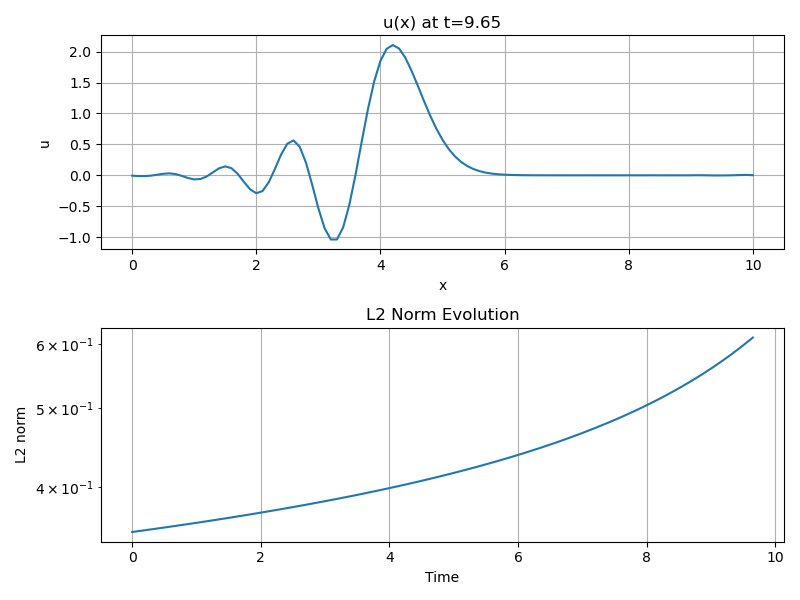 u(x) at t=9.65
2.0
1.5
1.0
0.5
0.0
−0.5
−1.0
u
0 2 4 6 8 10
x
L2 Norm Evolution
6 × 10⁻¹
5 × 10⁻¹
4 × 10⁻¹
L2 norm
0 2 4 6 8 10
Time